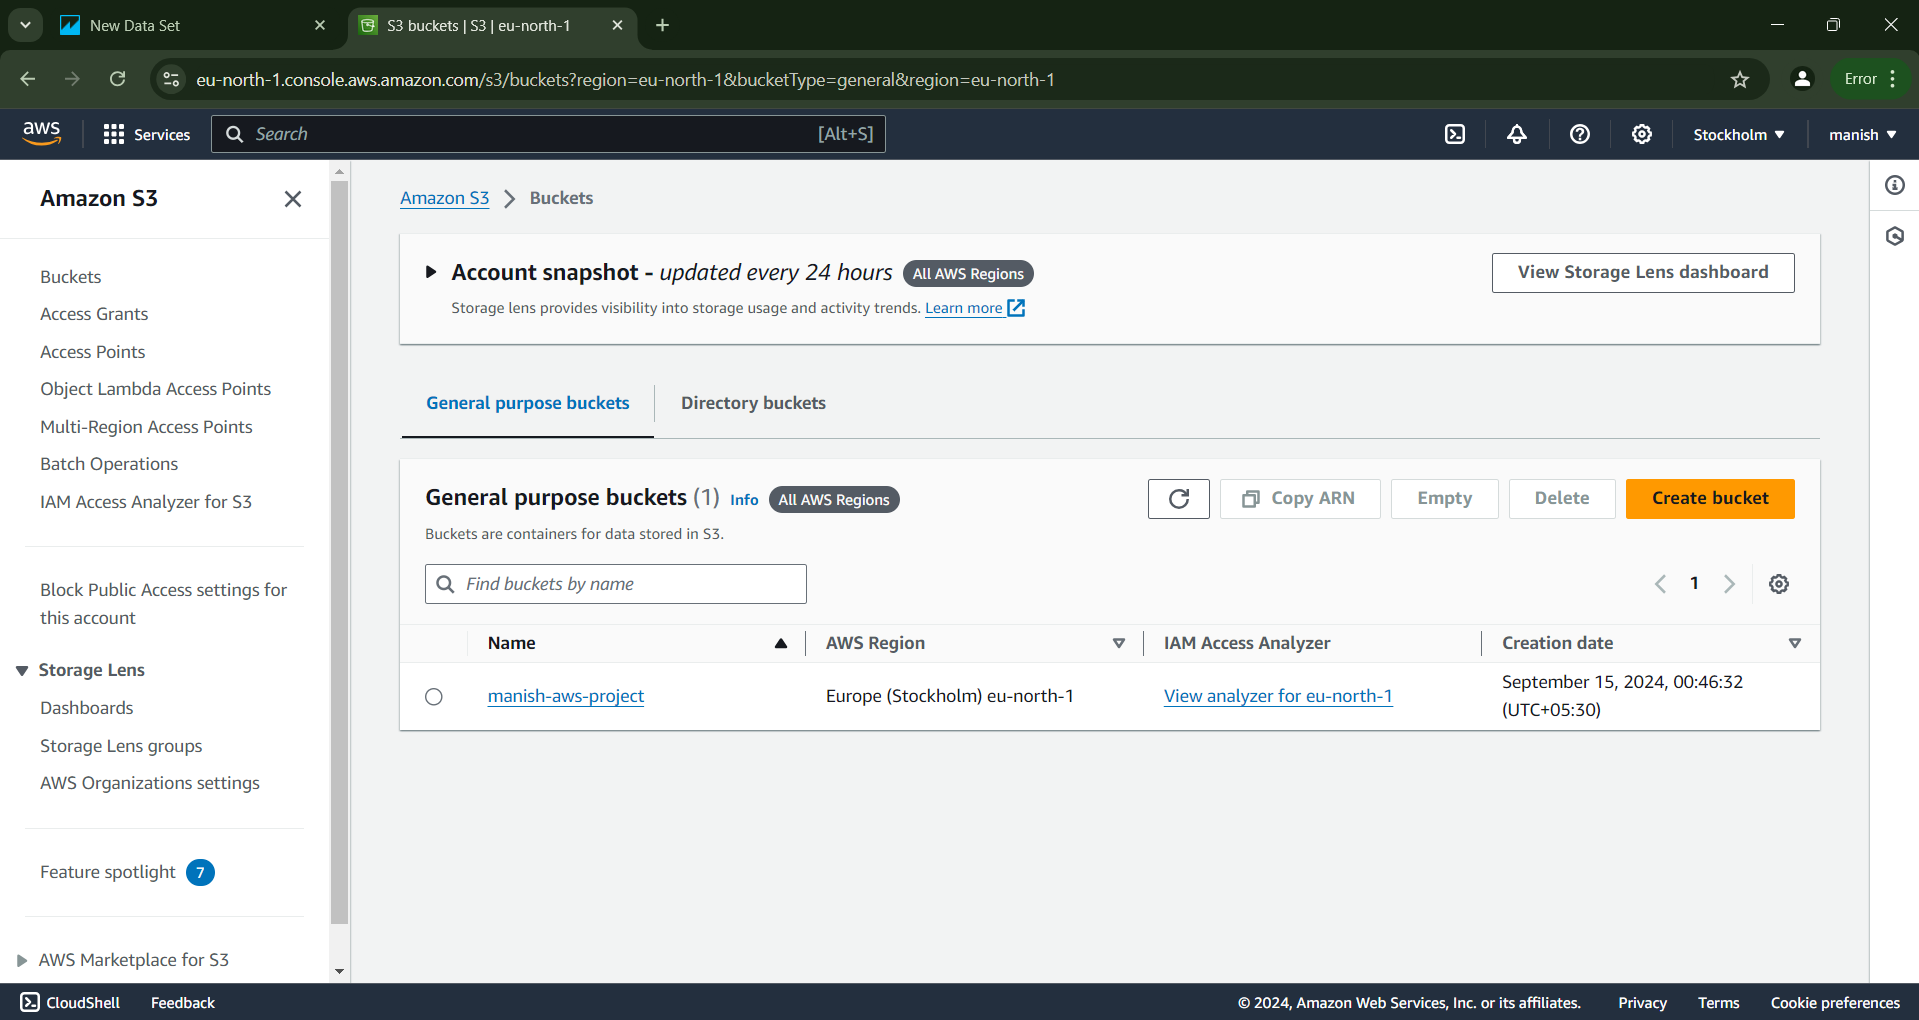 New Data Set
S3 buckets | S3 | eu-north-1
eu-north-1.console.aws.amazon.com/s3/buckets?region=eu-north-1&bucketType=general&region=eu-north-1
Error
aws
Services
Search
[Alt+S]
Stockholm
manish
Amazon S3
Buckets
Access Grants
Access Points
Object Lambda Access Points
Multi-Region Access Points
Batch Operations
IAM Access Analyzer for S3
Block Public Access settings for
this account
Storage Lens
Dashboards
Storage Lens groups
AWS Organizations settings
Feature spotlight 7
AWS Marketplace for S3
Amazon S3 > Buckets
Account snapshot - updated every 24 hours All AWS Regions
View Storage Lens dashboard
Storage lens provides visibility into storage usage and activity trends. Learn more
General purpose buckets
Directory buckets
General purpose buckets (1) Info All AWS Regions
Copy ARN
Empty
Delete
Create bucket
Buckets are containers for data stored in S3.
Find buckets by name
1
Name
AWS Region
IAM Access Analyzer
Creation date
manish-aws-project
Europe (Stockholm) eu-north-1
View analyzer for eu-north-1
September 15, 2024, 00:46:32
(UTC+05:30)
CloudShell
Feedback
© 2024, Amazon Web Services, Inc. or its affiliates.
Privacy
Terms
Cookie preferences